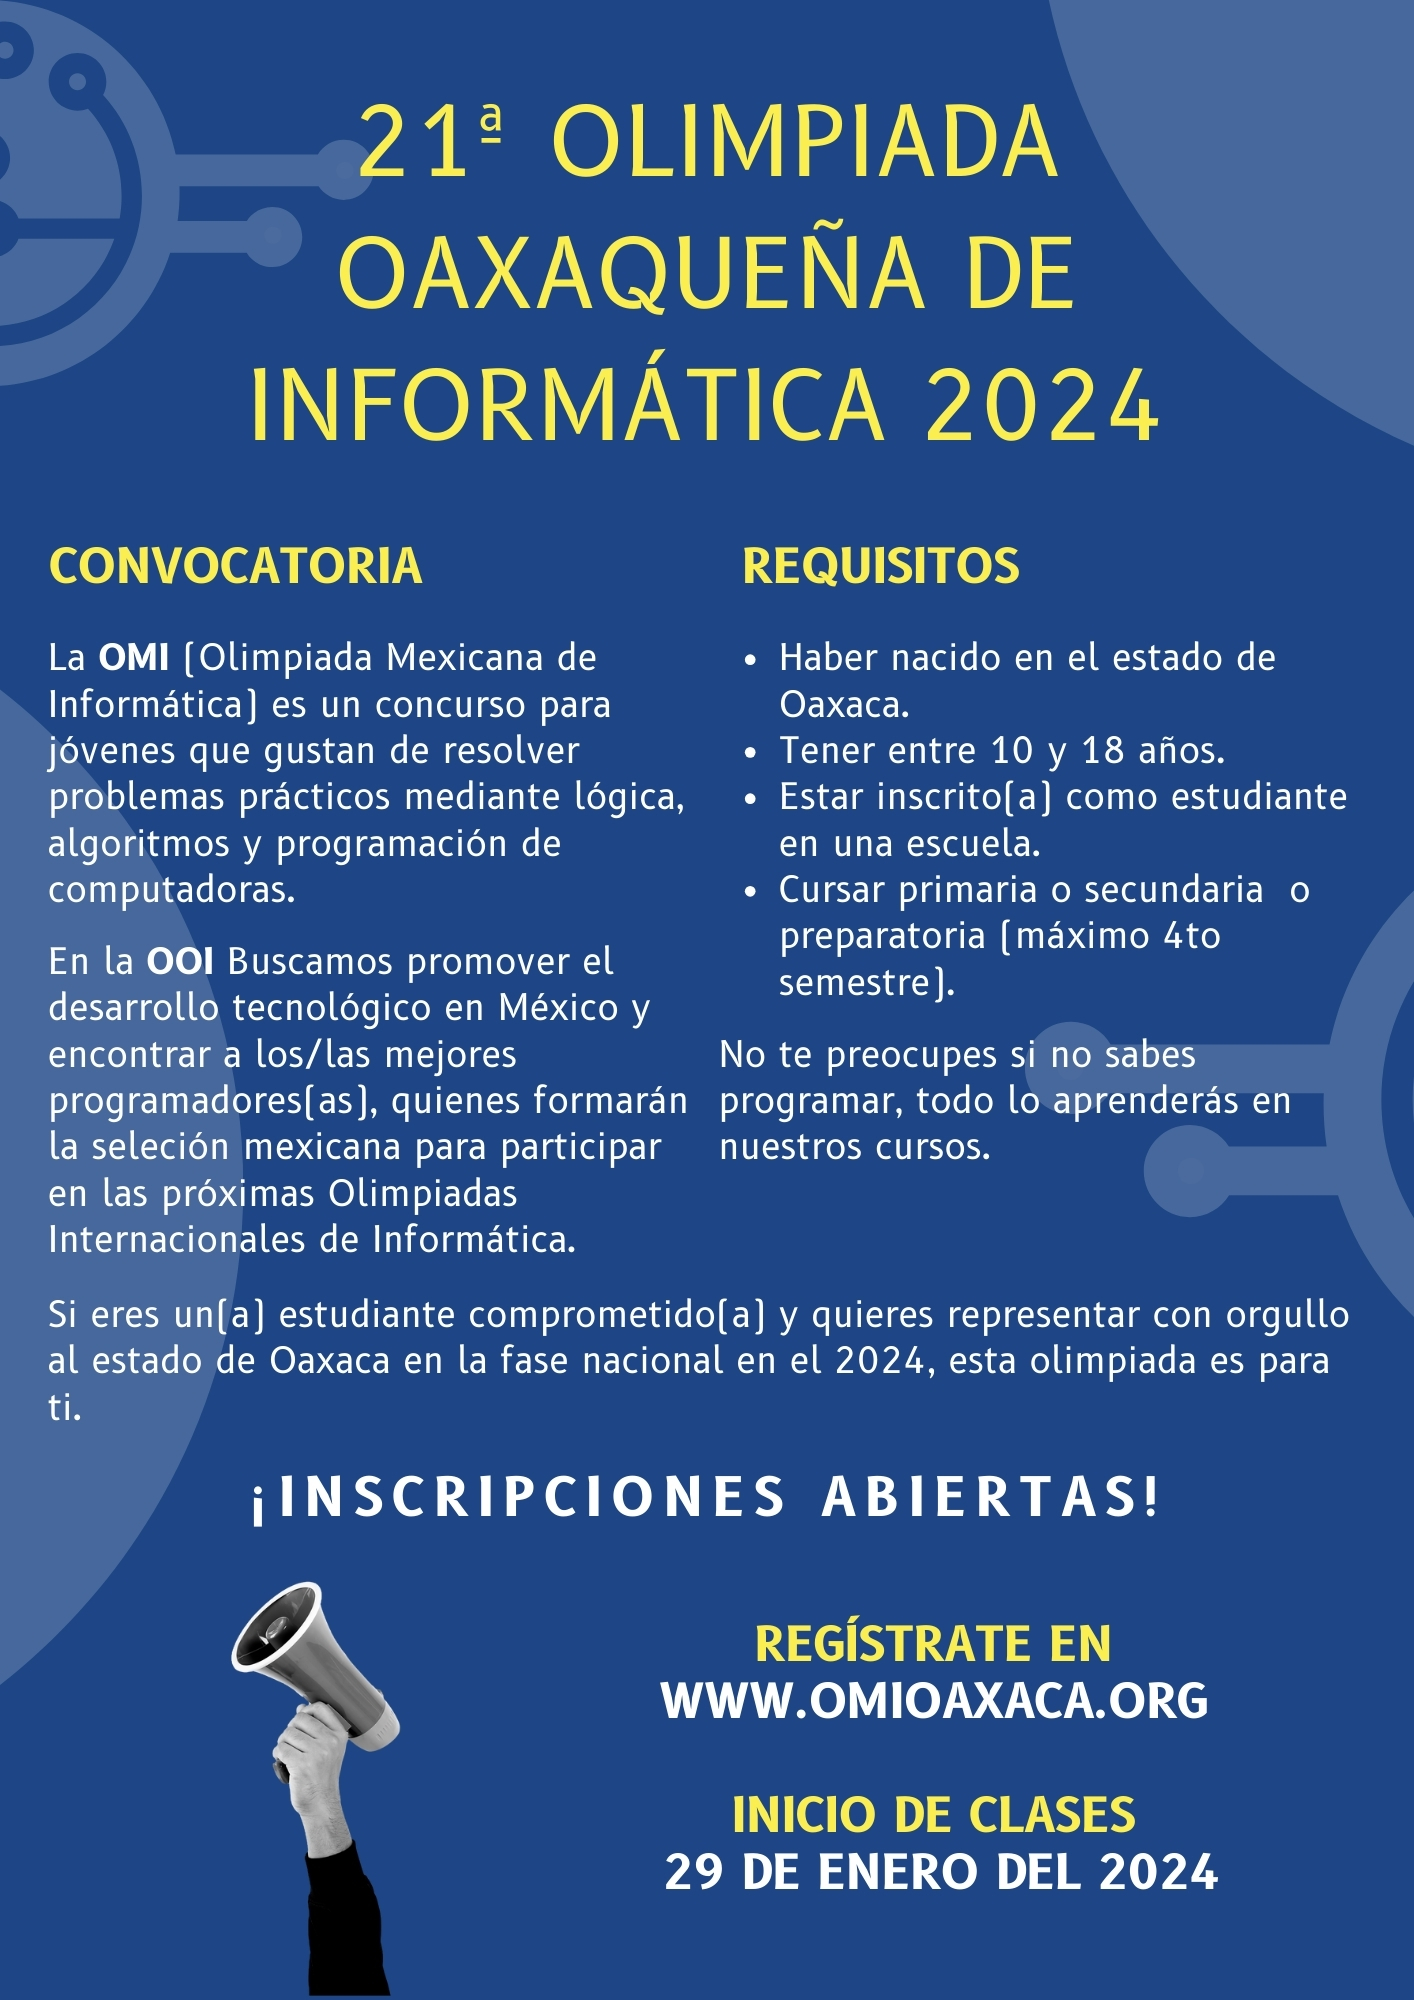 21ª OLIMPIADA
OAXAQUEÑA DE
INFORMÁTICA 2024
CONVOCATORIA
La OMI (Olimpiada Mexicana de
Informática) es un concurso para
jóvenes que gustan de resolver
problemas prácticos mediante lógica,
algoritmos y programación de
computadoras.
En la OOI Buscamos promover el
desarrollo tecnológico en México y
encontrar a los/las mejores
programadores(as), quienes formarán
la seleción mexicana para participar
en las próximas Olimpiadas
Internacionales de Informática.
REQUISITOS
• Haber nacido en el estado de
Oaxaca.
• Tener entre 10 y 18 años.
• Estar inscrito(a) como estudiante
en una escuela.
• Cursar primaria o secundaria  o
preparatoria (máximo 4to
semestre).
No te preocupes si no sabes
programar, todo lo aprenderás en
nuestros cursos.
Si eres un(a) estudiante comprometido(a) y quieres representar con orgullo
al estado de Oaxaca en la fase nacional en el 2024, esta olimpiada es para
ti.
¡INSCRIPCIONES ABIERTAS!
REGÍSTRATE EN
WWW.OMIOAXACA.ORG
INICIO DE CLASES
29 DE ENERO DEL 2024